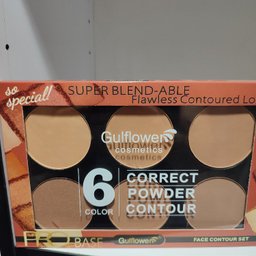 so special!
SUPER BLEND-ABLE
Flawless Contoured Lo
Gulflower
cosmetics
6 COLOR
CORRECT
POWDER
CONTOUR
PRO BASE
Gulflower
FACE CONTOUR SET